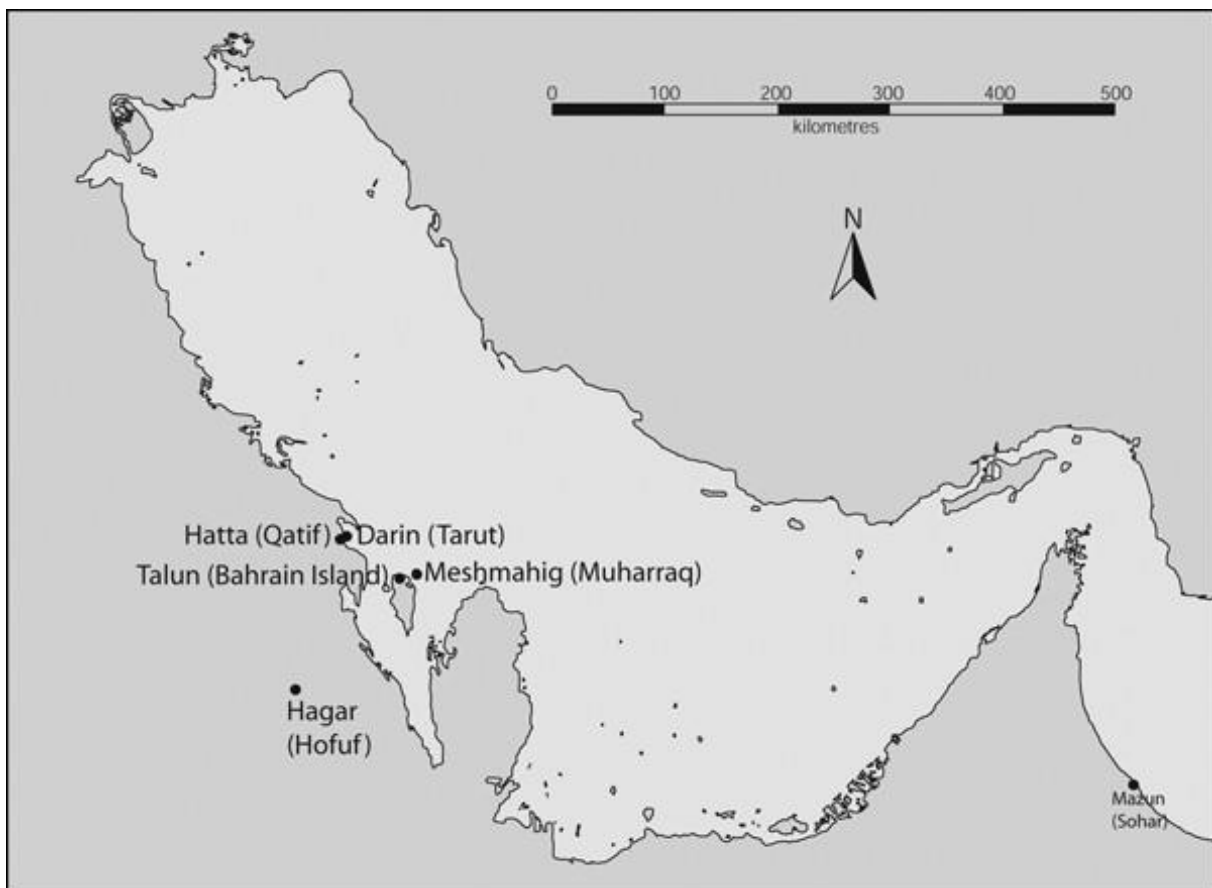 0 100 200 300 400 500
kilometres
N
Hatta (Qatif) Darin (Tarut)
Talun (Bahrain Island) Meshmahig (Muharraq)
Hagar
(Hofuf)
Mazun
(Sohar)